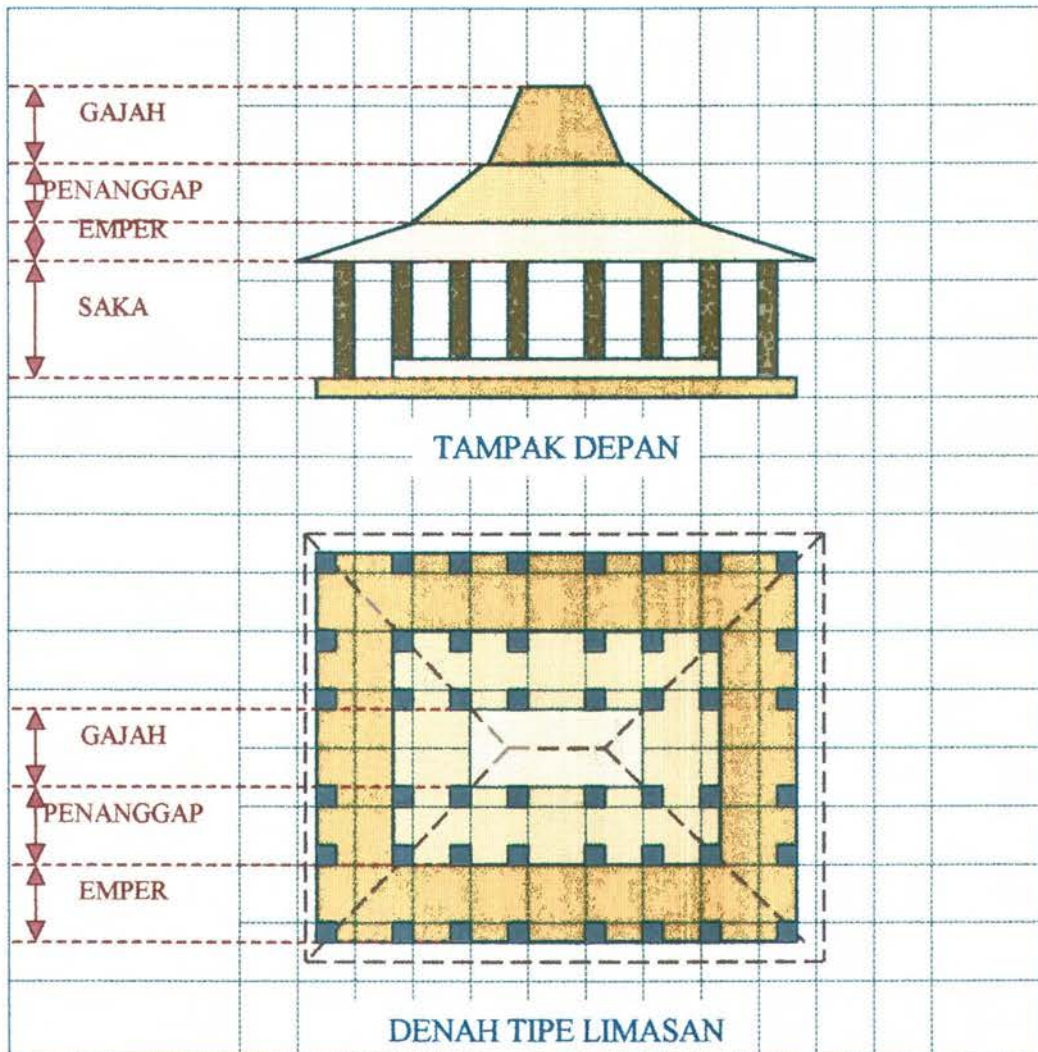 GAJAH
PENANGGAP
EMPER
SAKA
TAMPAK DEPAN
GAJAH
PENANGGAP
EMPER
DENAH TIPE LIMASAN